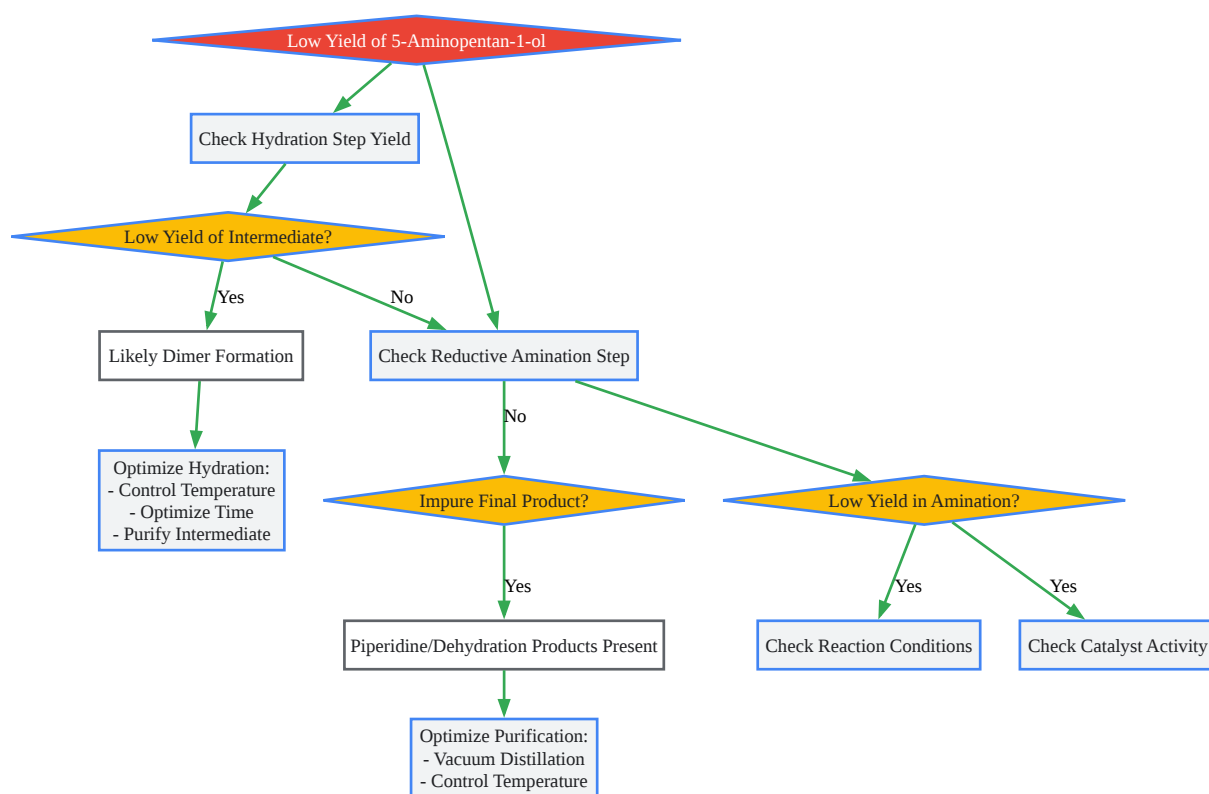 Low Yield of 5-Aminopentan-1-ol
Check Hydration Step Yield
Low Yield of Intermediate?
Yes
No
Likely Dimer Formation
Check Reductive Amination Step
No
Optimize Hydration:
- Control Temperature
- Optimize Time
- Purify Intermediate
Impure Final Product?
Low Yield in Amination?
Yes
Yes
Yes
Piperidine/Dehydration Products Present
Check Reaction Conditions
Check Catalyst Activity
Optimize Purification:
- Vacuum Distillation
- Control Temperature